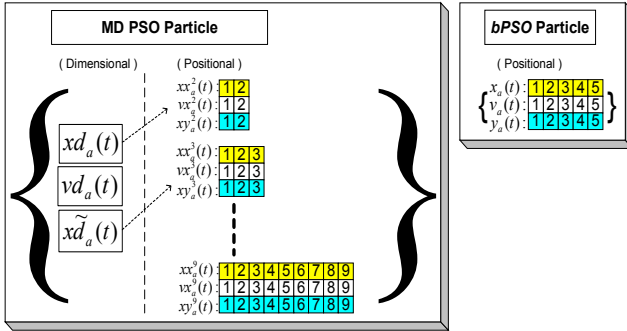 MD PSO Particle
( Dimensional )
( Positional )
xd_a(t)
vd_a(t)
x\tilde{d}_a(t)
xx_a^2(t): 1 2
vx_a^2(t): 1 2
xy_a^2(t): 1 2
xx_a^3(t): 1 2 3
vx_a^3(t): 1 2 3
xy_a^3(t): 1 2 3
xx_a^9(t): 1 2 3 4 5 6 7 8 9
vx_a^9(t): 1 2 3 4 5 6 7 8 9
xy_a^9(t): 1 2 3 4 5 6 7 8 9
bPSO Particle
( Positional )
x_a(t): 1 2 3 4 5
v_a(t): 1 2 3 4 5
y_a(t): 1 2 3 4 5